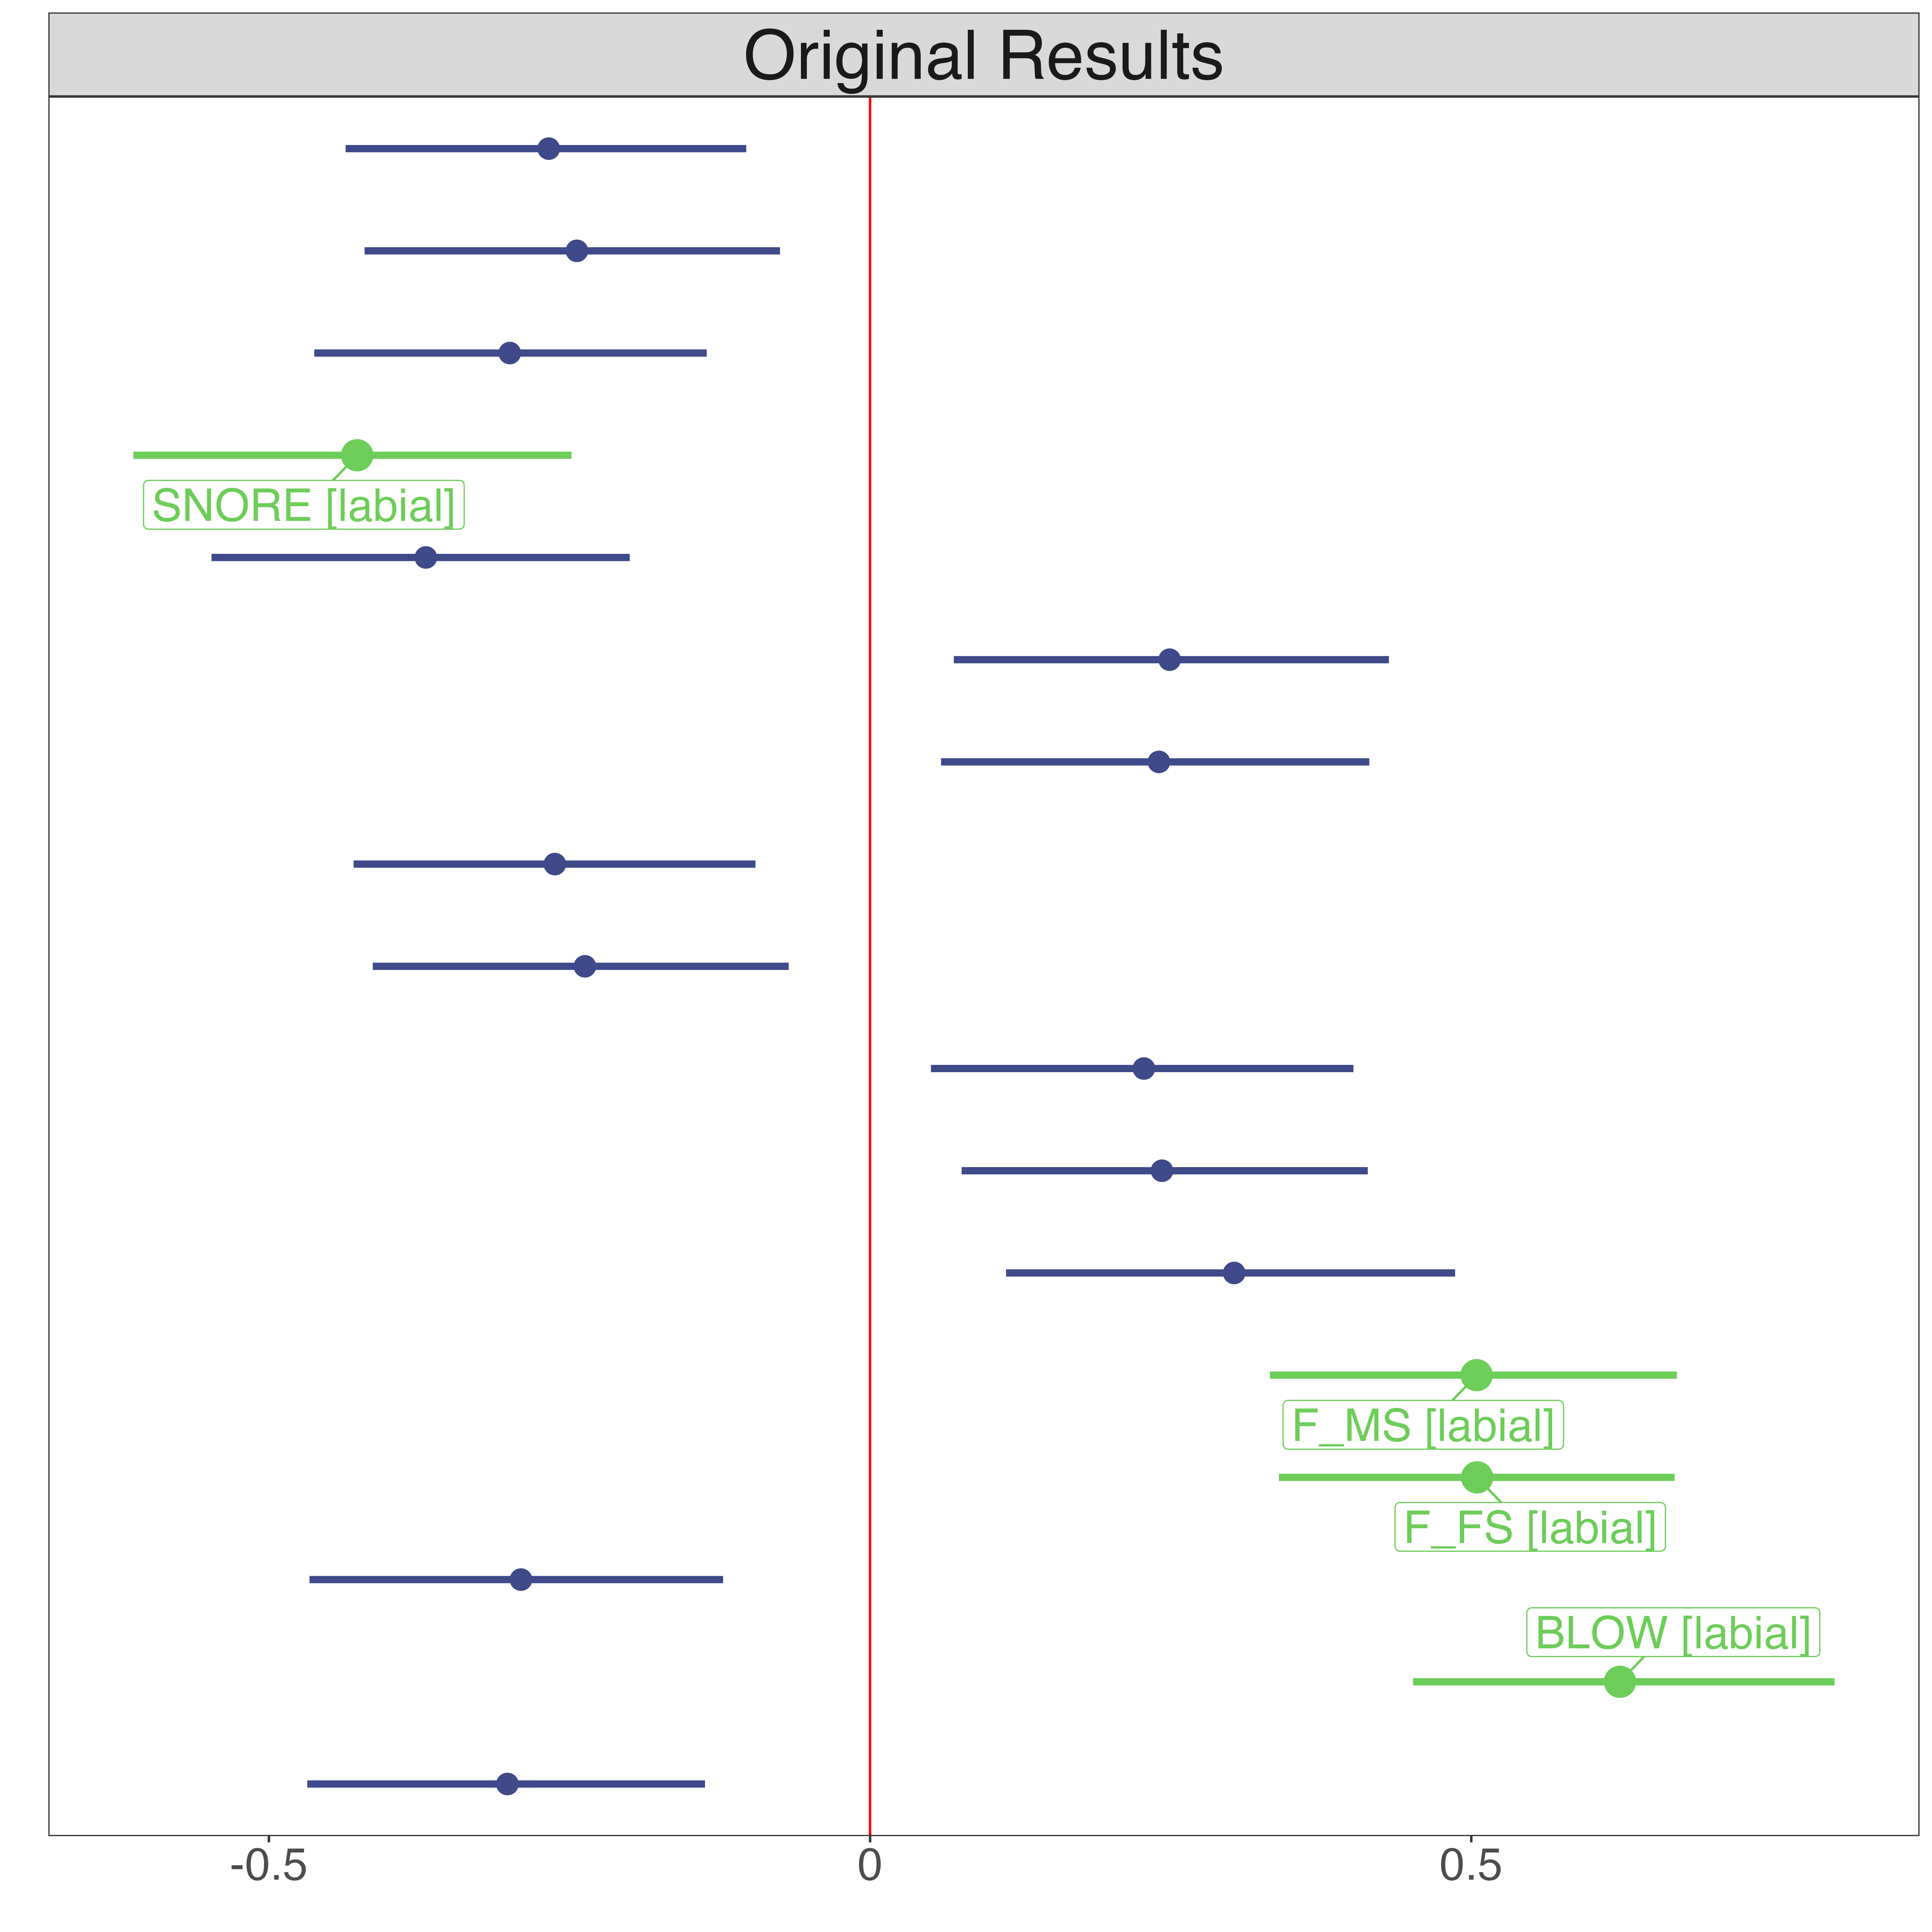 Original Results
SNORE [labial]
F_MS [labial]
F_FS [labial]
BLOW [labial]
-0.5 0 0.5